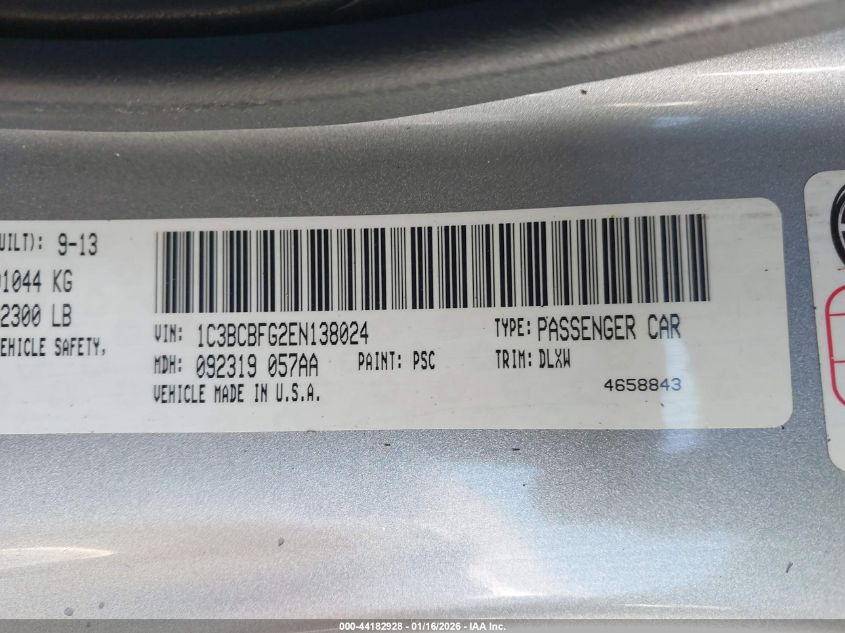 UILT): 9-13
01044 KG
2300 LB
EHICLE SAFETY,
VIN: 1C3BCBFG2EN138024
TYPE: PASSENGER CAR
MDH: 092319 057AA
PAINT: PSC
TRIM: DLXW
VEHICLE MADE IN U.S.A.
4658843
000-44182928 - 01/16/2026 - IAA Inc.